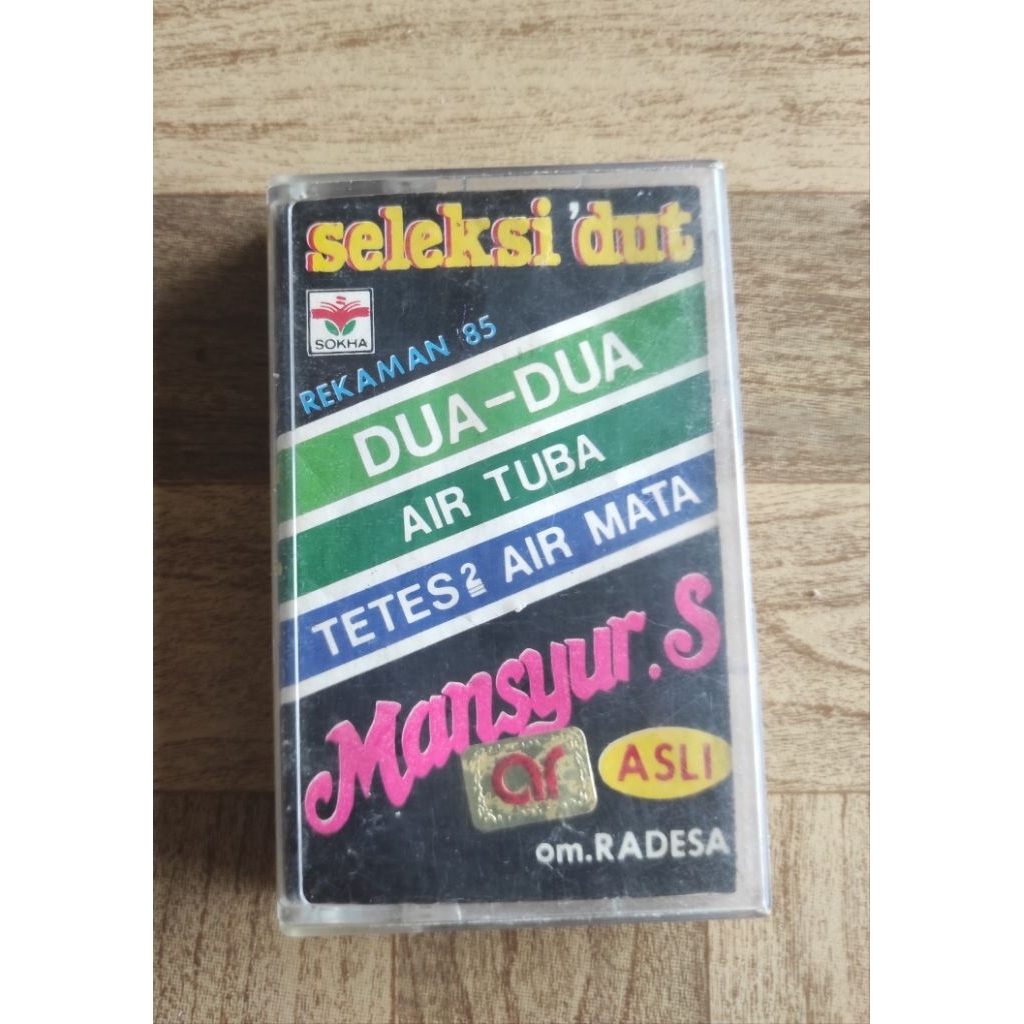 seleksi 'dut
SOKHA
REKAMAN '85
DUA-DUA
AIR TUBA
TETES2 AIR MATA
Mansyur.S
ar
ASLI
om.RADESA